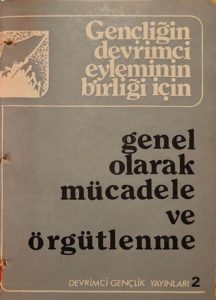 Gençliğin
devrimci
eyleminin
birliği için
genel
olarak
mücadele
ve
örgütlenme
DEVRİMCİ GENÇLİK YAYINLARI 2